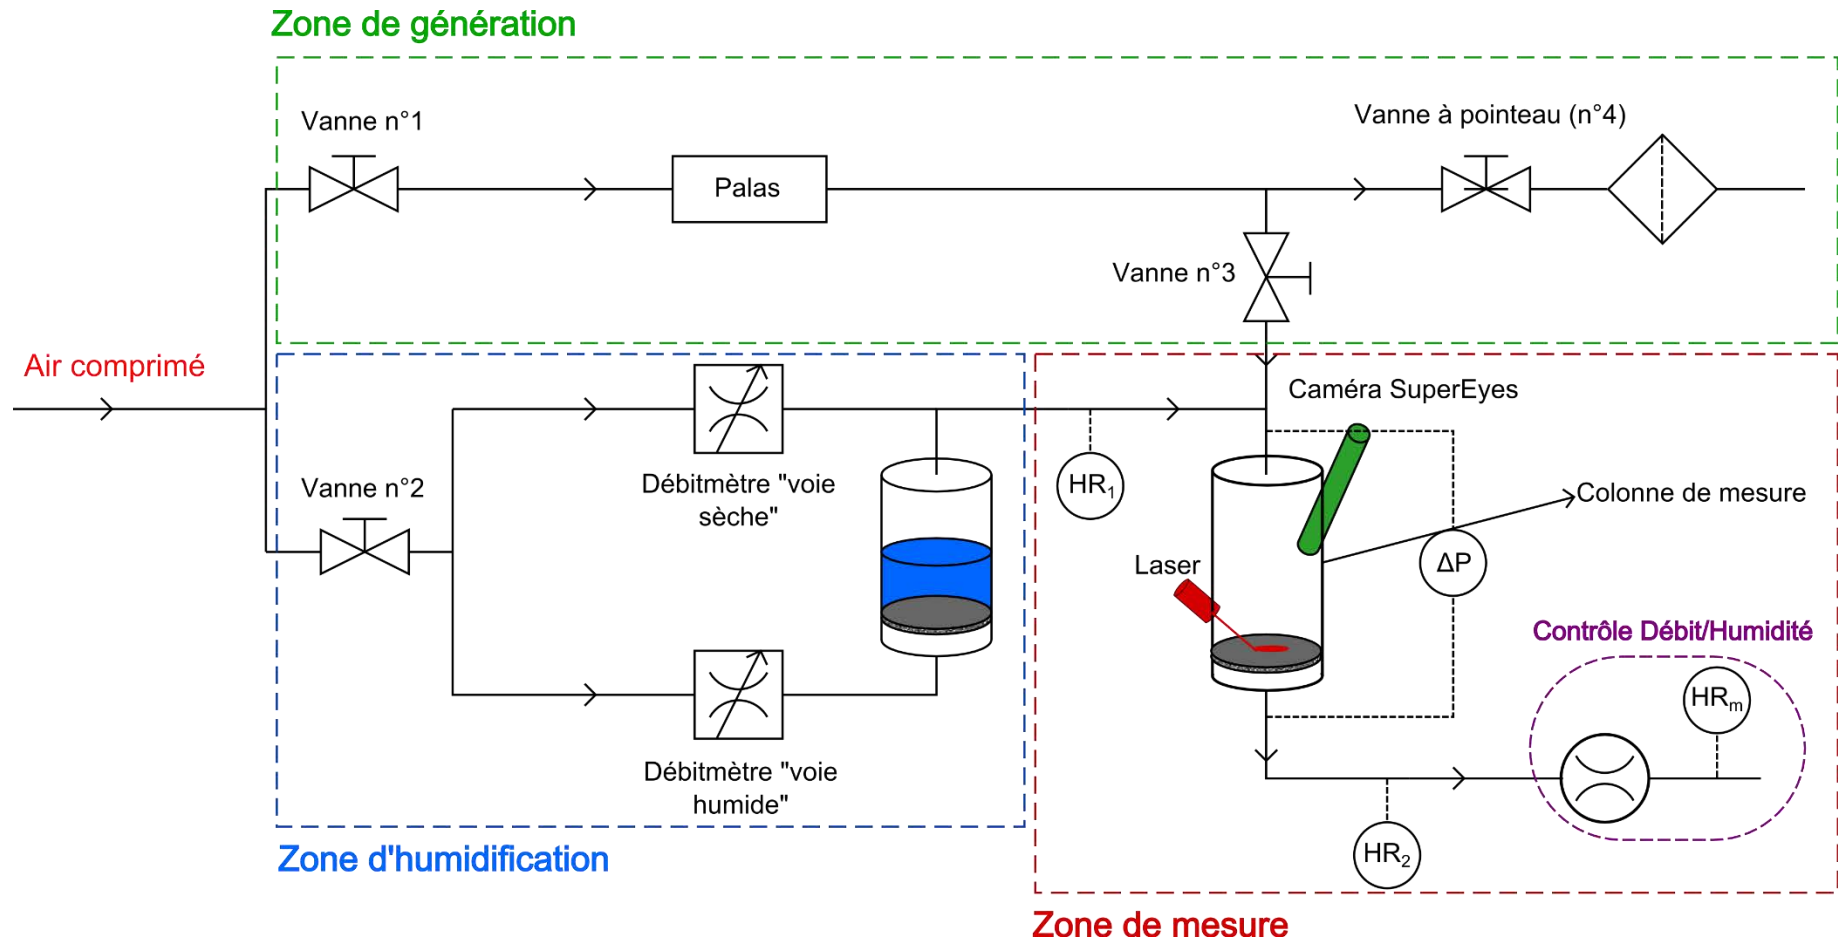 Zone de génération
Vanne n°1
Vanne à pointeau (n°4)
Palas
Vanne n°3
Air comprimé
Caméra SuperEyes
Débitmètre "voie
sèche"
Vanne n°2
HR1
Colonne de mesure
Laser
ΔP
Contrôle Débit/Humidité
HRm
Débitmètre "voie
humide"
HR2
Zone d'humidification
Zone de mesure